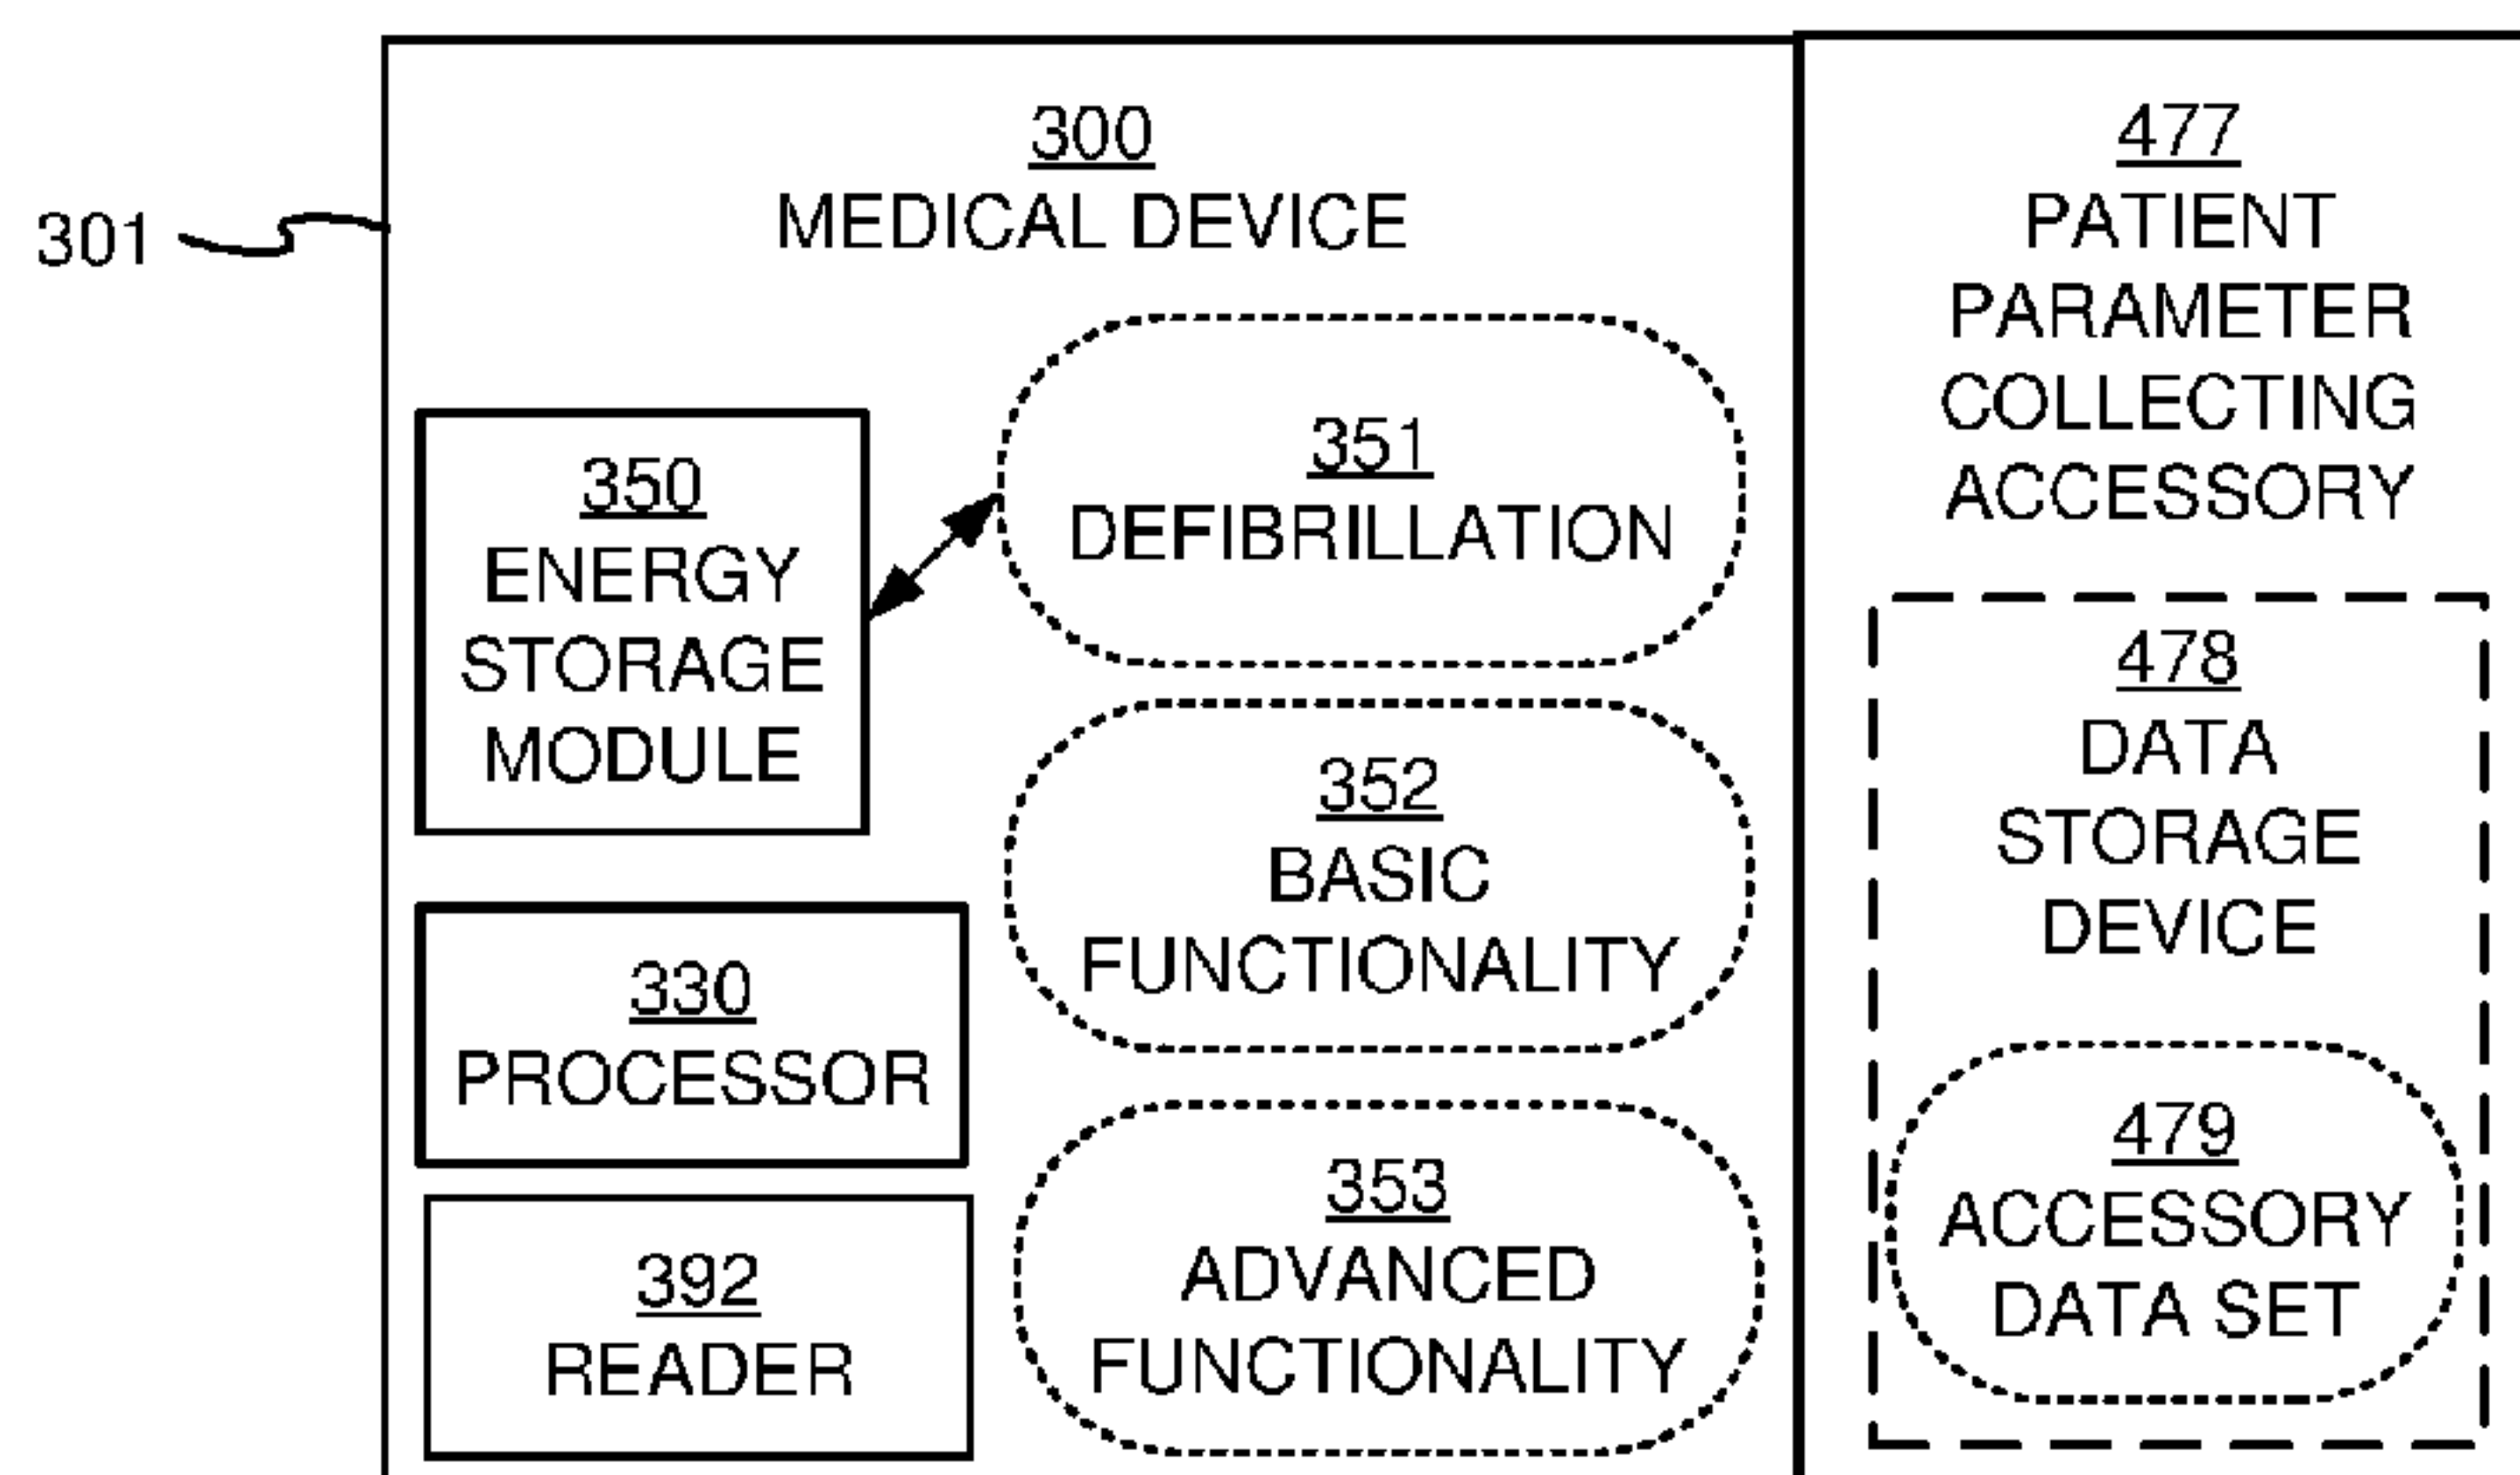 301
300
MEDICAL DEVICE
350
ENERGY
STORAGE
MODULE
351
DEFIBRILLATION
352
BASIC
FUNCTIONALITY
330
PROCESSOR
392
READER
353
ADVANCED
FUNCTIONALITY
477
PATIENT
PARAMETER
COLLECTING
ACCESSORY
478
DATA
STORAGE
DEVICE
479
ACCESSORY
DATA SET